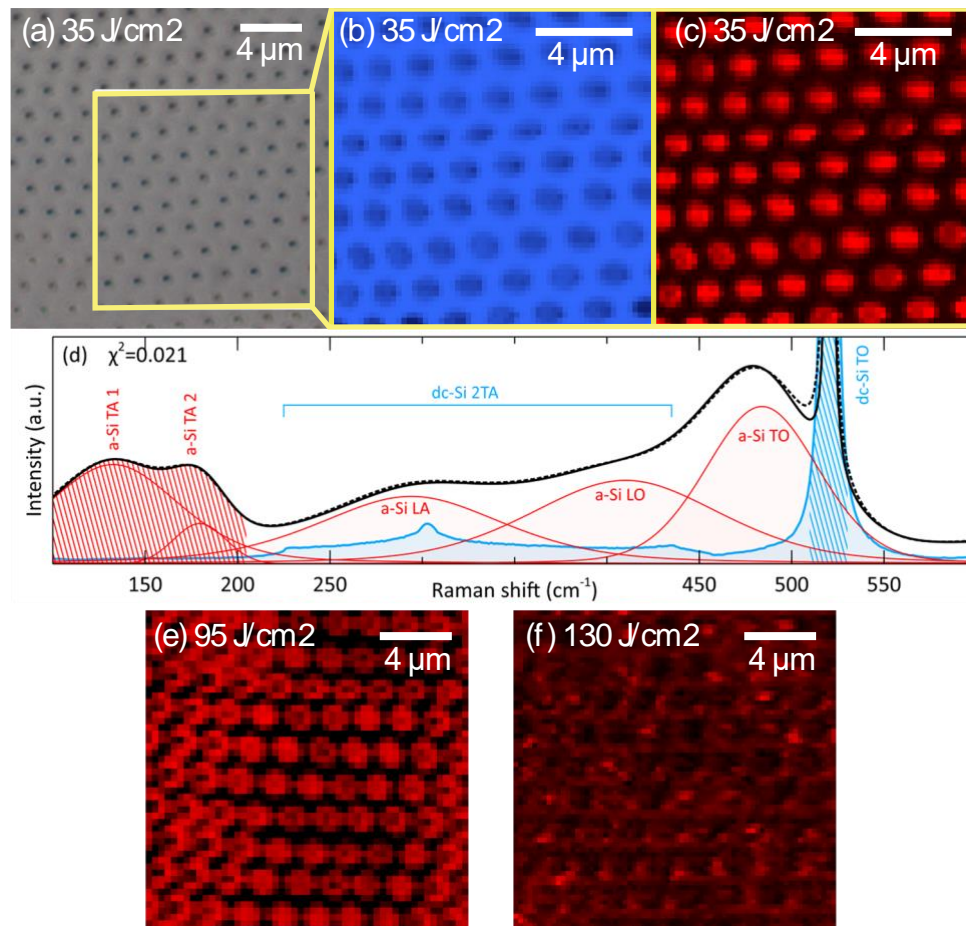 (a) 35 J/cm2
4 μm
(b) 35 J/cm2
4 μm
(c) 35 J/cm2
4 μm
(d) χ²=0.021
a-Si TA 1
a-Si TA 2
dc-Si 2TA
dc-Si TO
a-Si TO
a-Si LO
a-Si LA
Intensity (a.u.)
150 200 250 450 500 550
Raman shift (cm⁻¹)
(e) 95 J/cm2
4 μm
(f) 130 J/cm2
4 μm